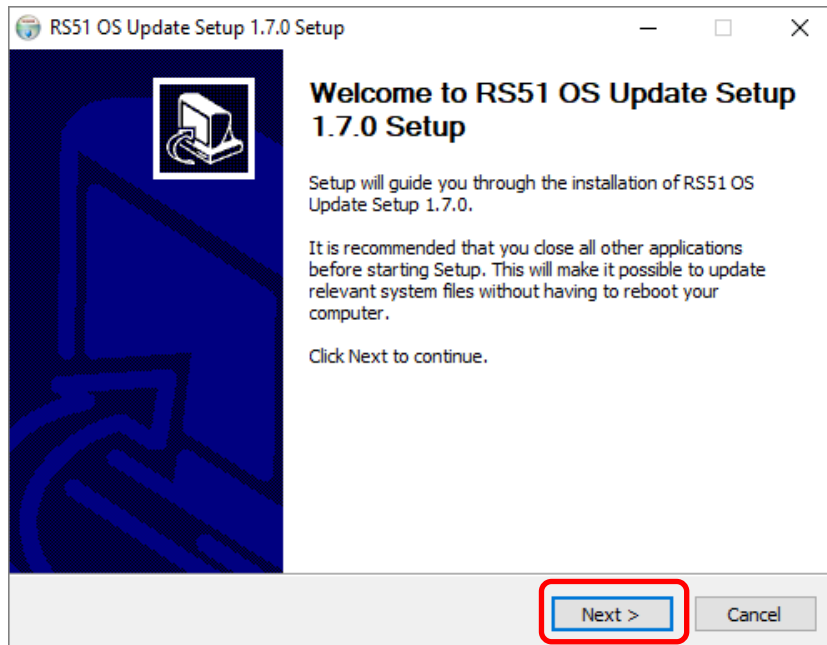 RS51 OS Update Setup 1.7.0 Setup
Welcome to RS51 OS Update Setup
1.7.0 Setup
Setup will guide you through the installation of RS51 OS
Update Setup 1.7.0.
It is recommended that you close all other applications
before starting Setup. This will make it possible to update
relevant system files without having to reboot your
computer.
Click Next to continue.
Next >
Cancel